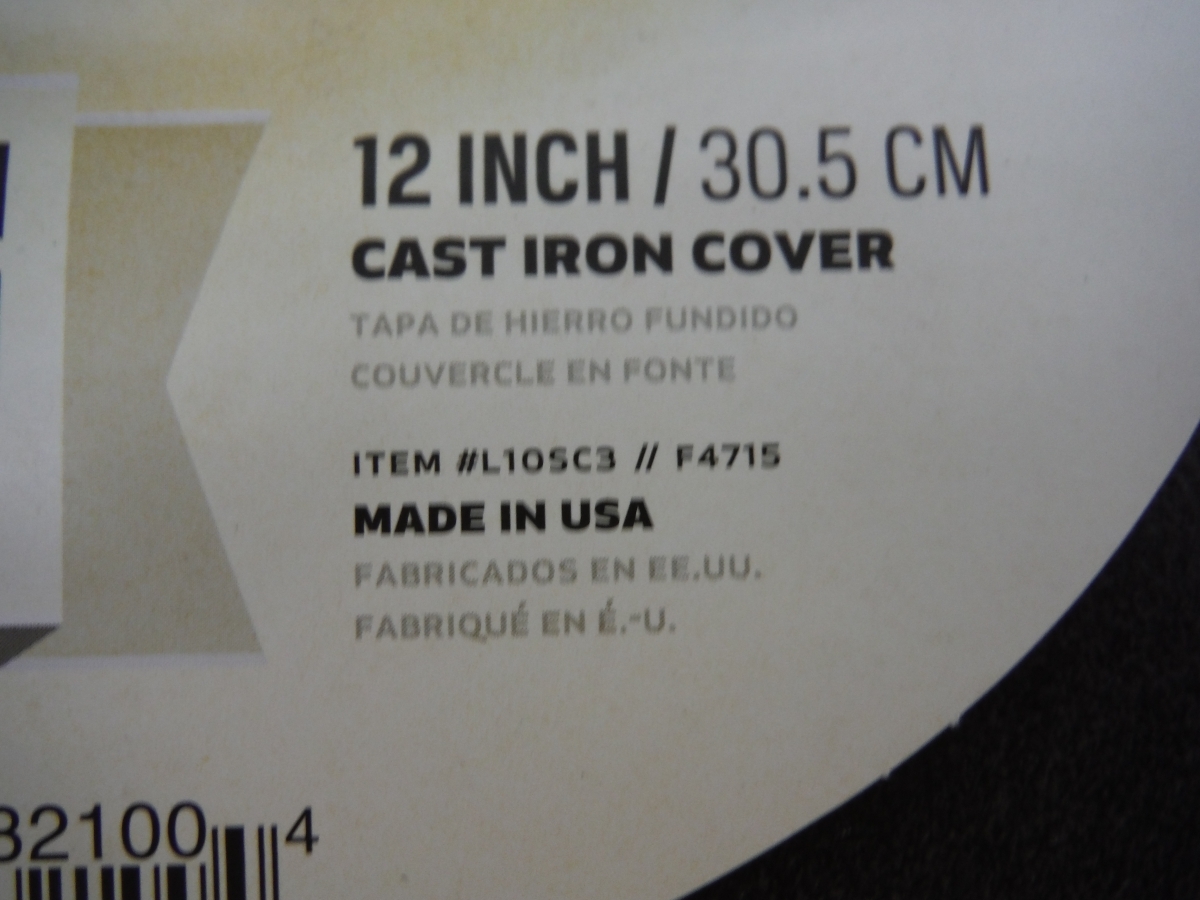 12 INCH / 30.5 CM
CAST IRON COVER
TAPA DE HIERRO FUNDIDO
COUVERCLE EN FONTE
ITEM #L10SC3 // F4715
MADE IN USA
FABRICADOS EN EE.UU.
FABRIQUÉ EN É.-U.
82100 4